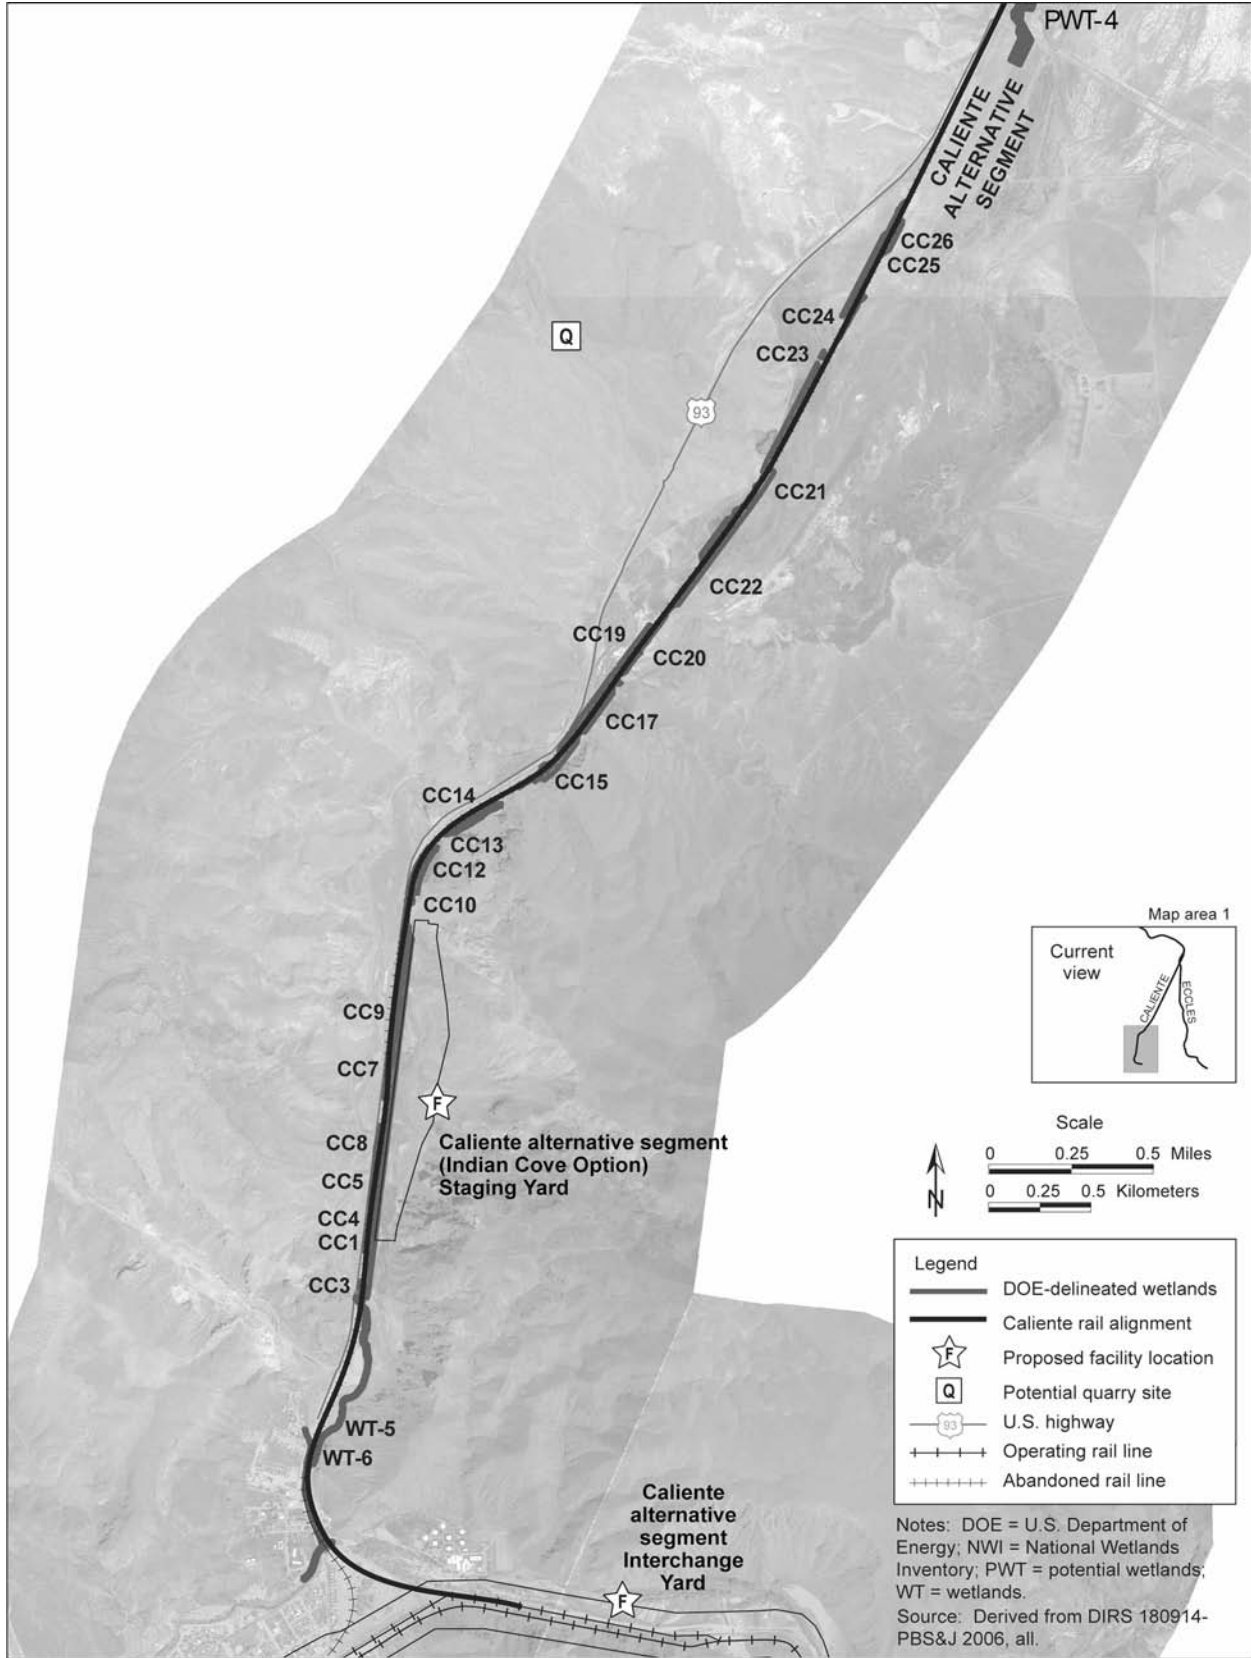 PWT-4
CALIENTE
ALTERNATIVE
SEGMENT
CC26
CC25
CC24
CC23
Q
93
CC21
CC22
CC19
CC20
CC17
CC15
CC14
CC13
CC12
CC10
CC9
CC7
F
CC8
Caliente alternative segment
(Indian Cove Option)
Staging Yard
CC5
CC4
CC1
CC3
WT-5
WT-6
Caliente
alternative
segment
Interchange
Yard
F
Map area 1
Current
view
CALIENTE
ECCLES
N
Scale
0 0.25 0.5 Miles
0 0.25 0.5 Kilometers
Legend
DOE-delineated wetlands
Caliente rail alignment
F Proposed facility location
Q Potential quarry site
93 U.S. highway
Operating rail line
Abandoned rail line
Notes: DOE = U.S. Department of
Energy; NWI = National Wetlands
Inventory; PWT = potential wetlands;
WT = wetlands.
Source: Derived from DIRS 180914-
PBS&J 2006, all.